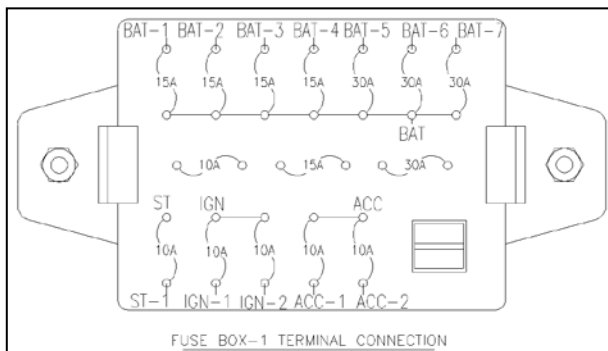 BAT-1 BAT-2 BAT-3 BAT-4 BAT-5 BAT-6 BAT-7
15A 15A 15A 15A 30A 30A 30A
BAT
10A 15A 30A
ST IGN ACC
10A 10A 10A 10A 10A
ST-1 IGN-1 IGN-2 ACC-1 ACC-2
FUSE BOX-1 TERMINAL CONNECTION